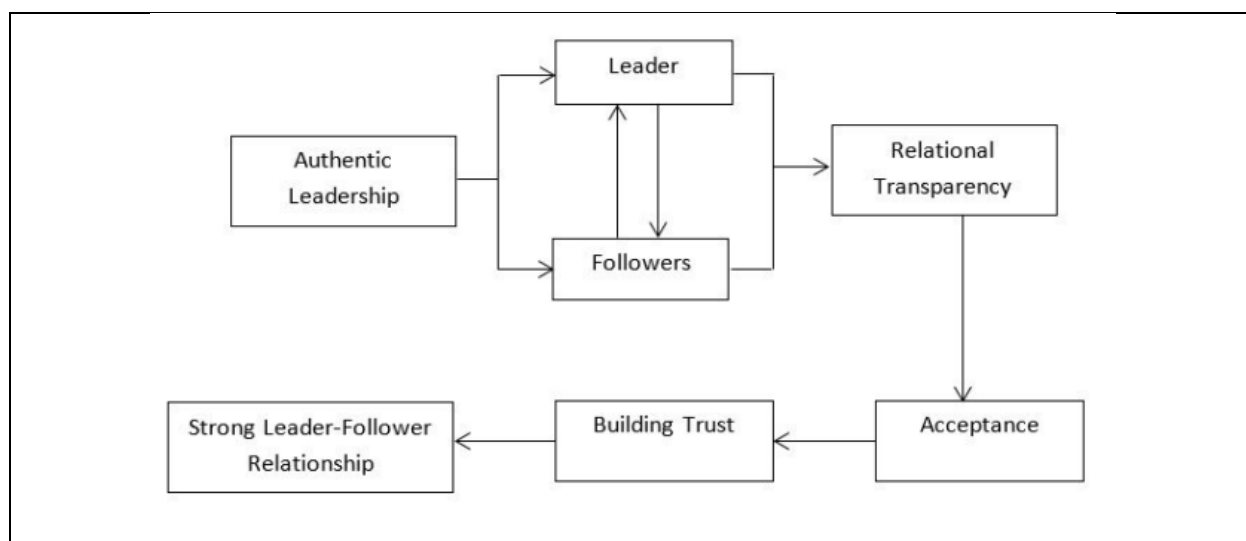 Leader
Authentic
Leadership
Relational
Transparency
Followers
Strong Leader-Follower
Relationship
Building Trust
Acceptance